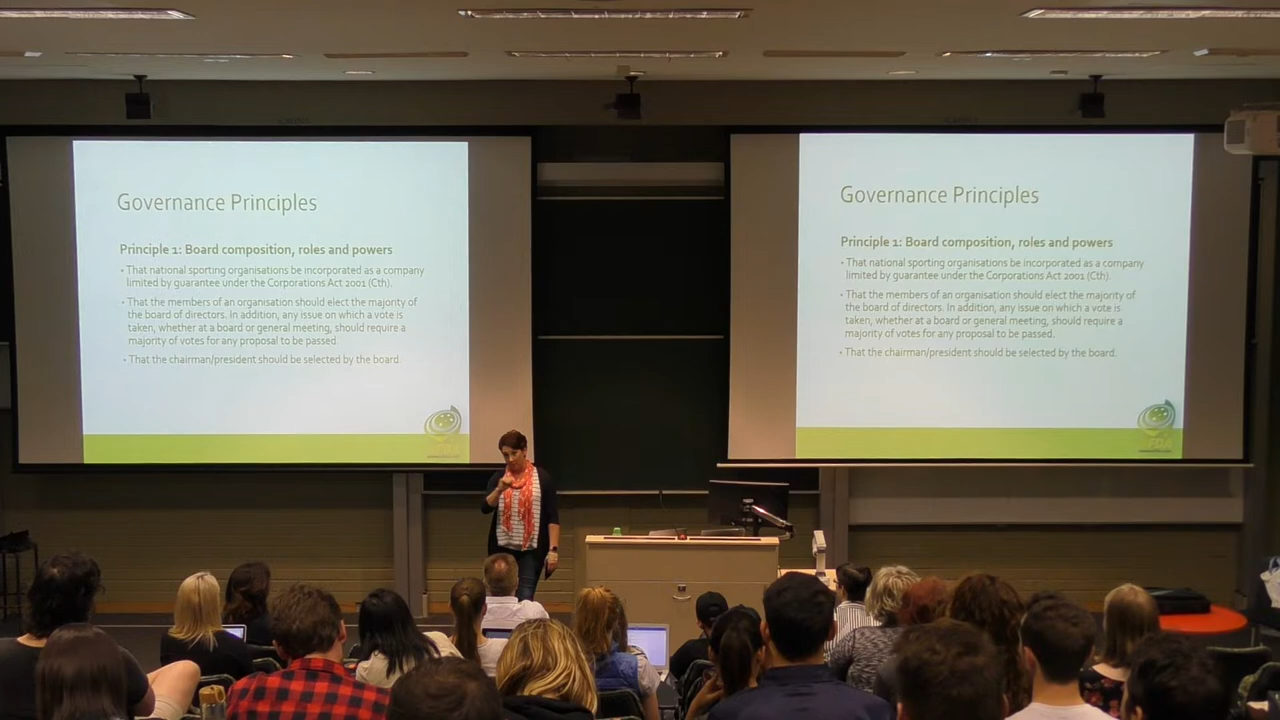 Governance Principles
Principle 1: Board composition, roles and powers
• That national sporting organisations be incorporated as a company
limited by guarantee under the Corporations Act 2001 (Cth).
• That the members of an organisation should elect the majority of
the board of directors. In addition, any issue on which a vote is
taken, whether at a board or general meeting, should require a
majority of votes for any proposal to be passed.
• That the chairman/president should be selected by the board.
Governance Principles
Principle 1: Board composition, roles and powers
• That national sporting organisations be incorporated as a company
limited by guarantee under the Corporations Act 2001 (Cth).
• That the members of an organisation should elect the majority of
the board of directors. In addition, any issue on which a vote is
taken, whether at a board or general meeting, should require a
majority of votes for any proposal to be passed.
• That the chairman/president should be selected by the board.